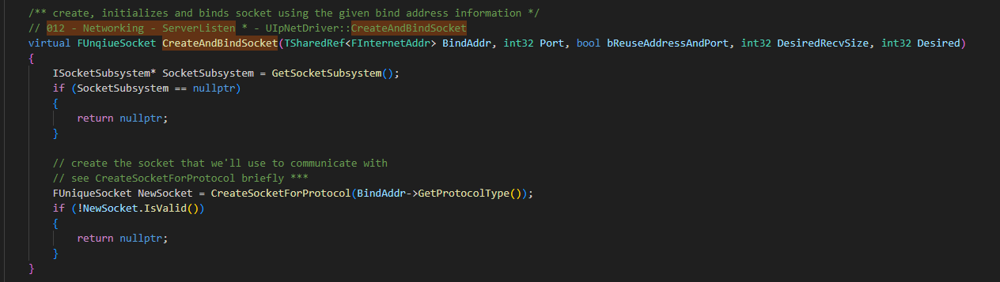 /** create, initializes and binds socket using the given bind address information */
// 012 - Networking - ServerListen * - UIpNetDriver::CreateAndBindSocket
virtual FUnqiueSocket CreateAndBindSocket(TSharedRef<FInternetAddr> BindAddr, int32 Port, bool bReuseAddressAndPort, int32 DesiredRecvSize, int32 Desired)
{
    ISocketSubsystem* SocketSubsystem = GetSocketSubsystem();
    if (SocketSubsystem == nullptr)
    {
        return nullptr;
    }

    // create the socket that we'll use to communicate with
    // see CreateSocketForProtocol briefly ***
    FUniqueSocket NewSocket = CreateSocketForProtocol(BindAddr->GetProtocolType());
    if (!NewSocket.IsValid())
    {
        return nullptr;
    }
}